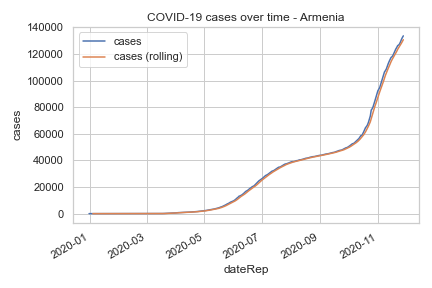 COVID-19 cases over time - Armenia
140000
120000
100000
80000
60000
40000
20000
0
cases
cases (rolling)
cases
2020-01
2020-03
2020-05
2020-07
2020-09
2020-11
dateRep